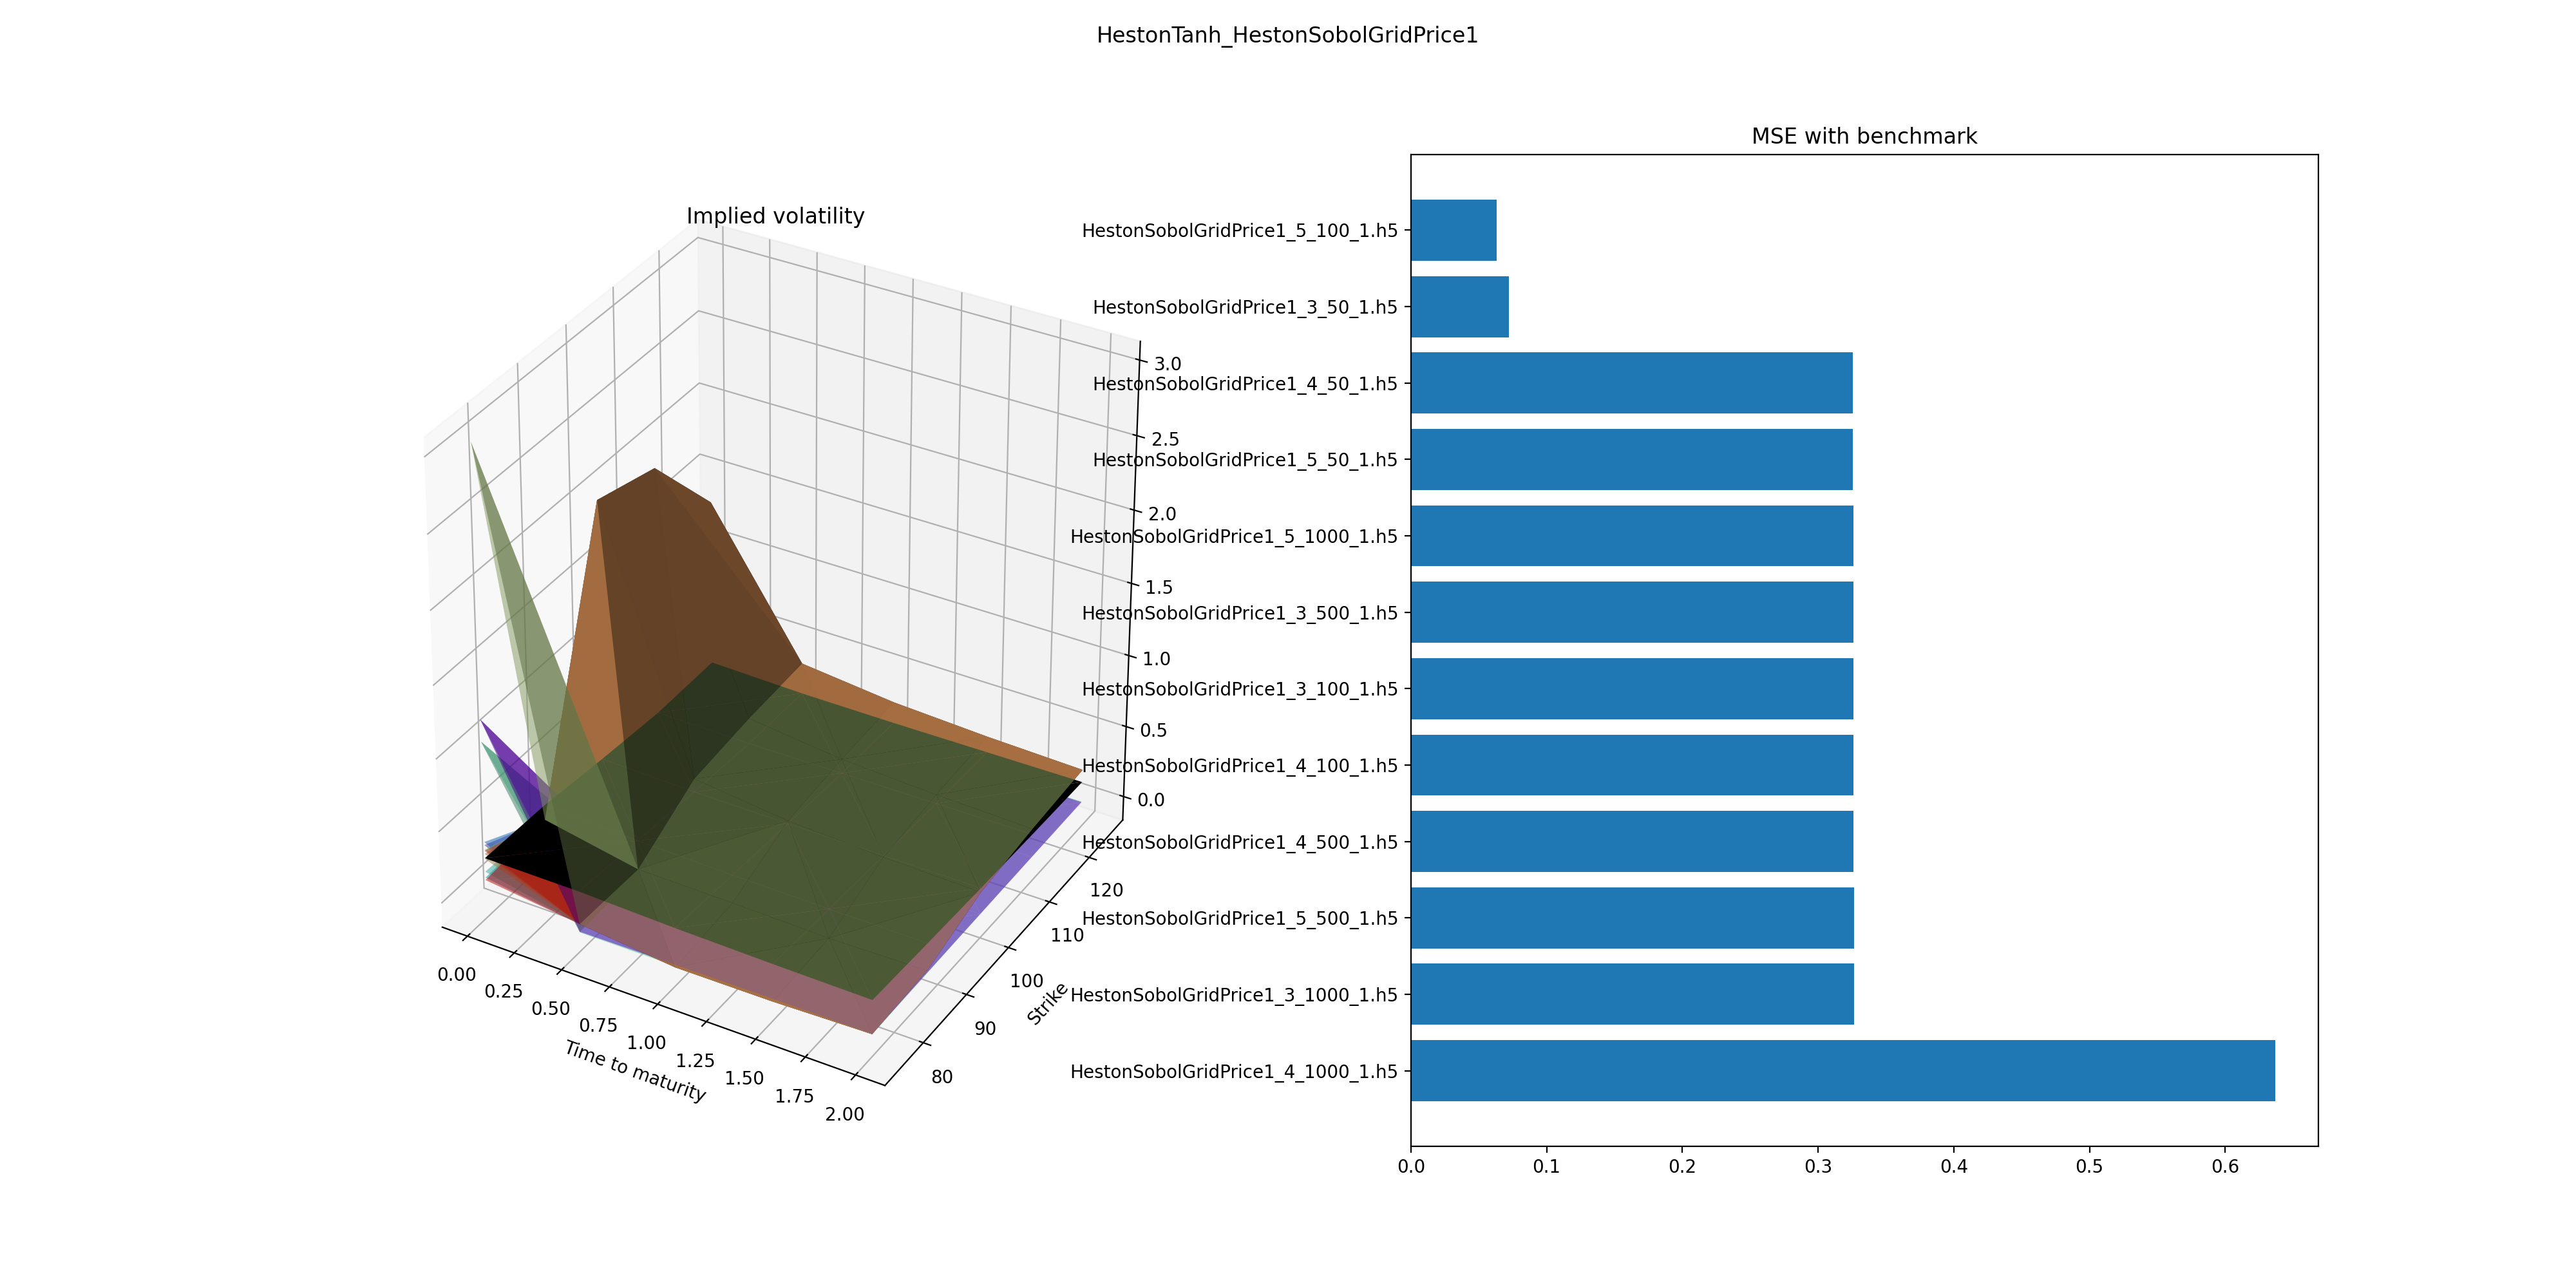 HestonTanh_HestonSobolGridPrice1
Implied volatility
3.0
2.5
2.0
1.5
1.0
0.5
0.0
0.00
0.25
0.50
0.75
1.00
1.25
1.50
1.75
2.00
Time to maturity
120
110
100
90
80
Strike
MSE with benchmark
HestonSobolGridPrice1_5_100_1.h5
HestonSobolGridPrice1_3_50_1.h5
HestonSobolGridPrice1_4_50_1.h5
HestonSobolGridPrice1_5_50_1.h5
HestonSobolGridPrice1_5_1000_1.h5
HestonSobolGridPrice1_3_500_1.h5
HestonSobolGridPrice1_3_100_1.h5
HestonSobolGridPrice1_4_100_1.h5
HestonSobolGridPrice1_4_500_1.h5
HestonSobolGridPrice1_5_500_1.h5
HestonSobolGridPrice1_3_1000_1.h5
HestonSobolGridPrice1_4_1000_1.h5
0.0 0.1 0.2 0.3 0.4 0.5 0.6